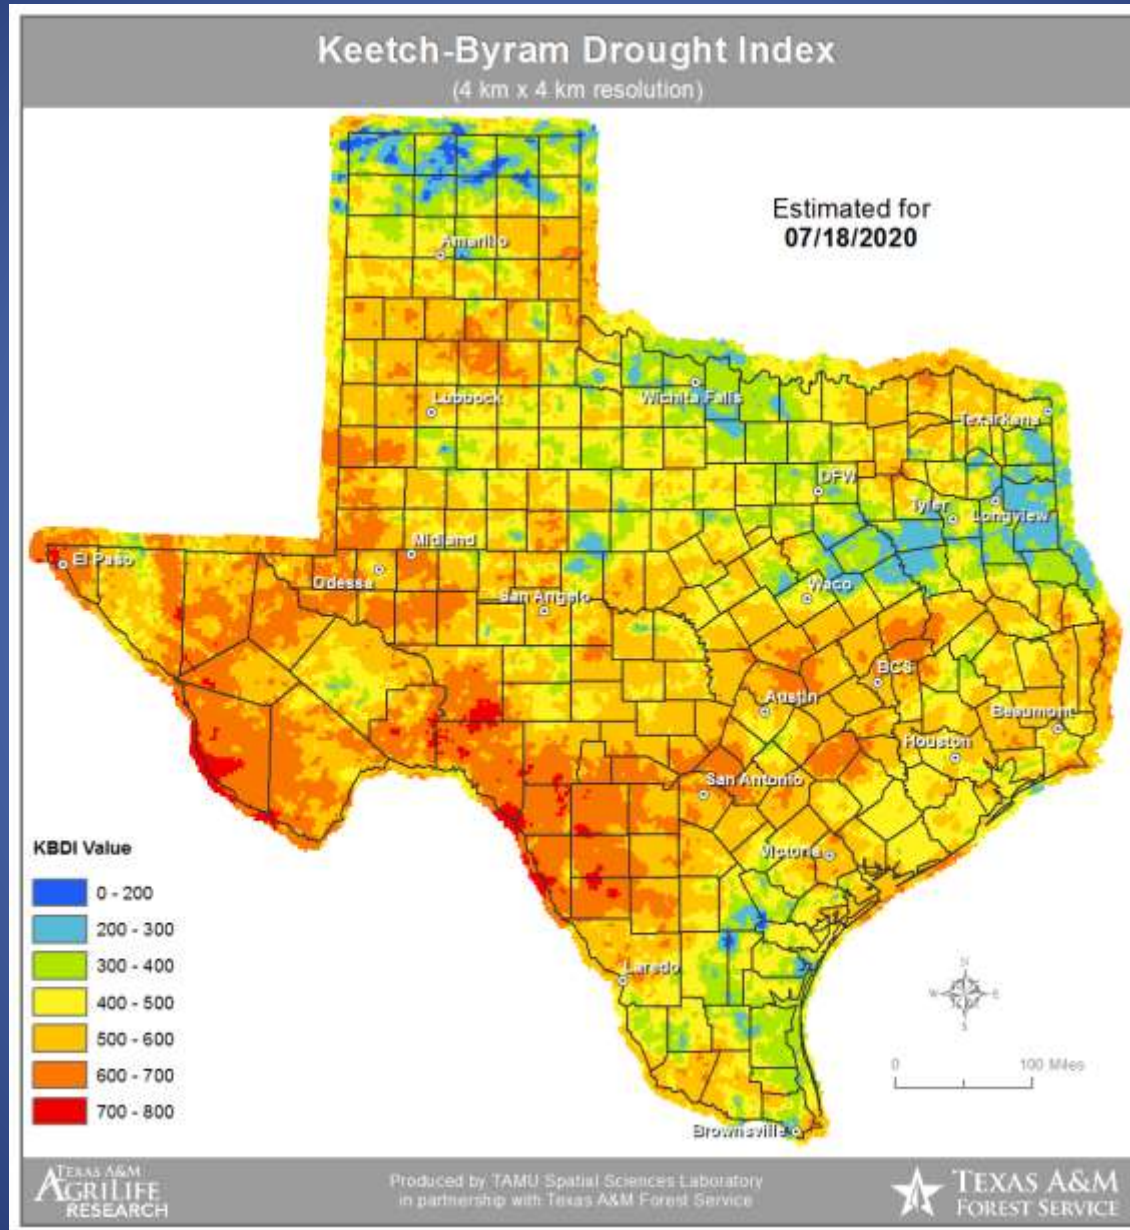 Keetch-Byram Drought Index
(4 km x 4 km resolution)
Estimated for
07/18/2020
Amarillo
Lubbock
Wichita Falls
Texarkana
DFW
Tyler
Longview
El Paso
Midland
Odessa
San Angelo
Waco
BCS
Austin
Beaumont
Houston
San Antonio
Victoria
Laredo
Brownsville
KBDI Value
0 - 200
200 - 300
300 - 400
400 - 500
500 - 600
600 - 700
700 - 800
N
W E
S
0 100 Miles
TEXAS A&M
AGRILIFE
RESEARCH
Produced by TAMU Spatial Sciences Laboratory
in partnership with Texas A&M Forest Service
TEXAS A&M
FOREST SERVICE